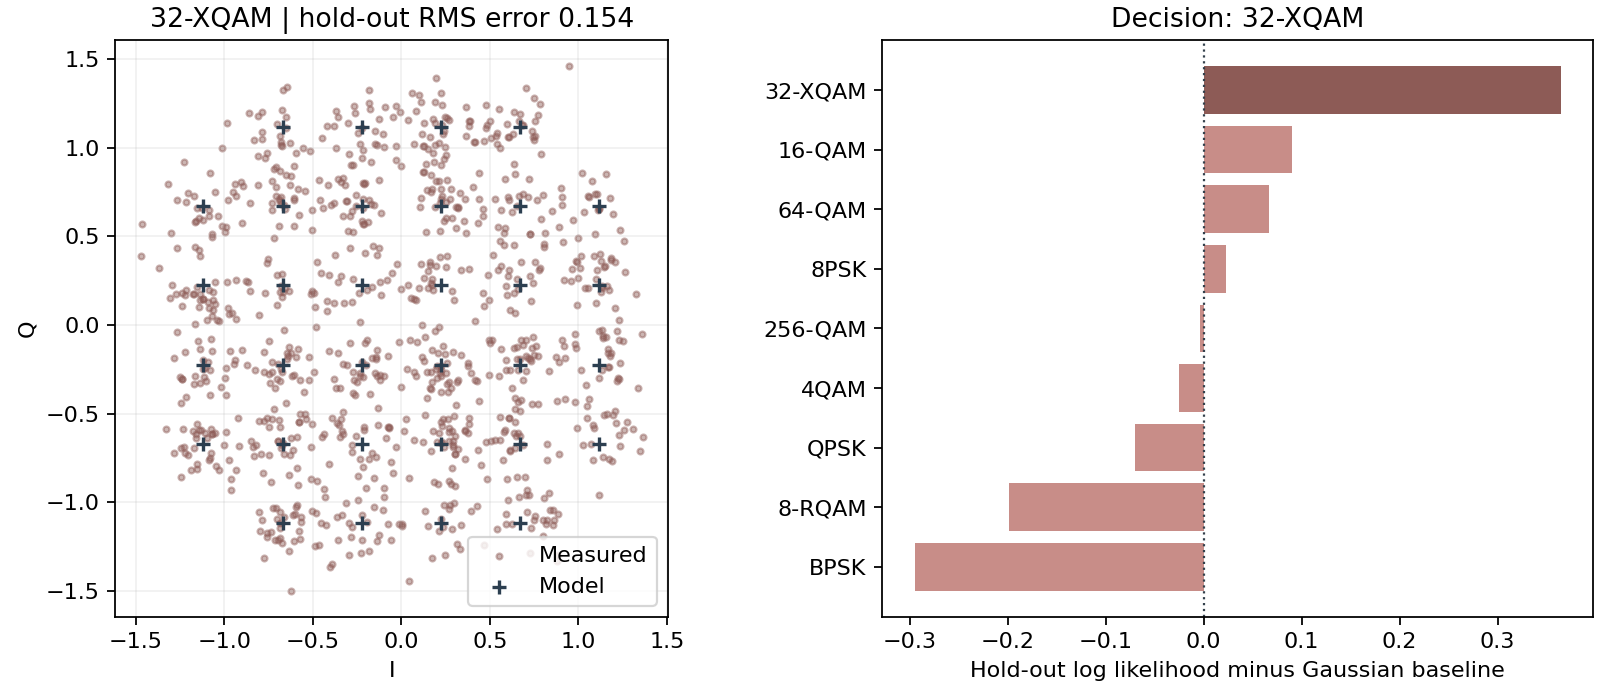 32-XQAM | hold-out RMS error 0.154
1.5
1.0
0.5
0.0
−0.5
−1.0
−1.5
Q
−1.5 −1.0 −0.5 0.0 0.5 1.0 1.5
I
Measured
Model
Decision: 32-XQAM
32-XQAM
16-QAM
64-QAM
8PSK
256-QAM
4QAM
QPSK
8-RQAM
BPSK
−0.3 −0.2 −0.1 0.0 0.1 0.2 0.3
Hold-out log likelihood minus Gaussian baseline